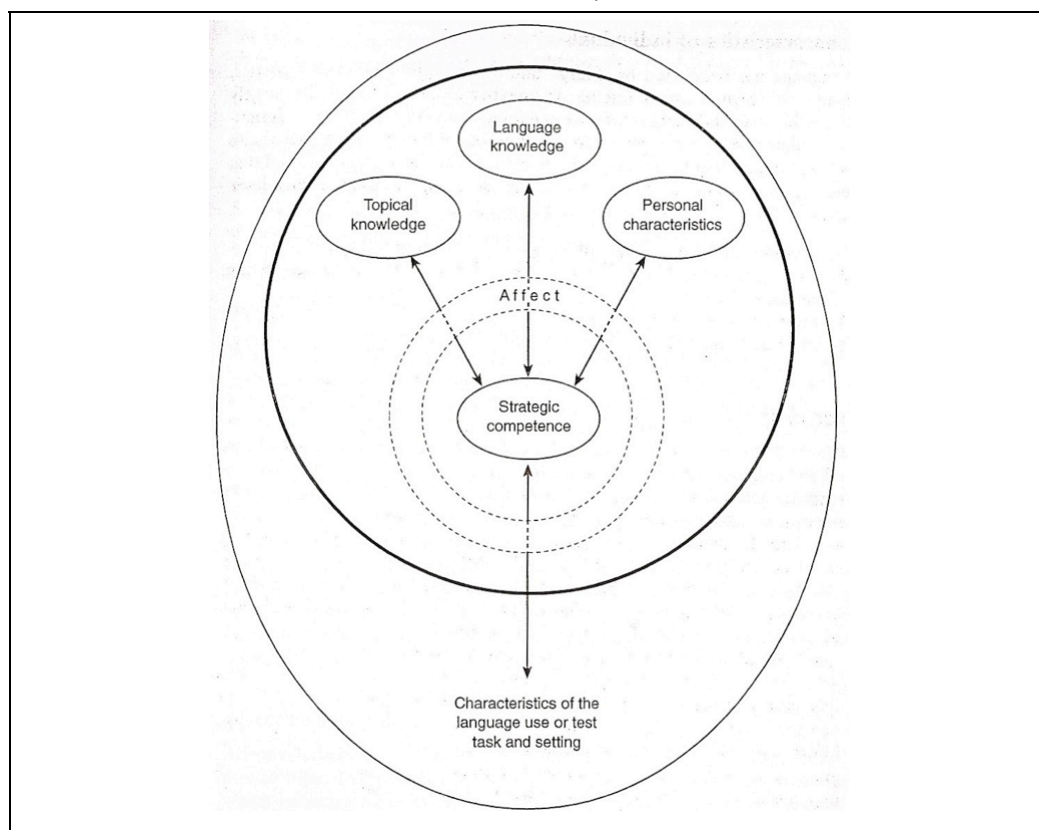 Language
knowledge
Topical
knowledge
Personal
characteristics
Affect
Strategic
competence
Characteristics of the
language use or test
task and setting